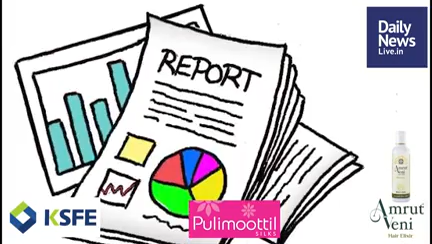 Daily
News
Live.in
REPORT
KSFE
Pulimoottil
SILKS
Amrut
Veni
Hair Elixir